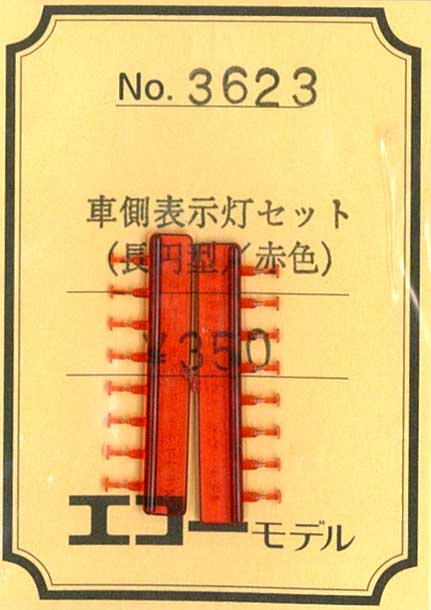 No. 3623
車側表示灯セット
(長円型/赤色)
¥350
エコーモデル